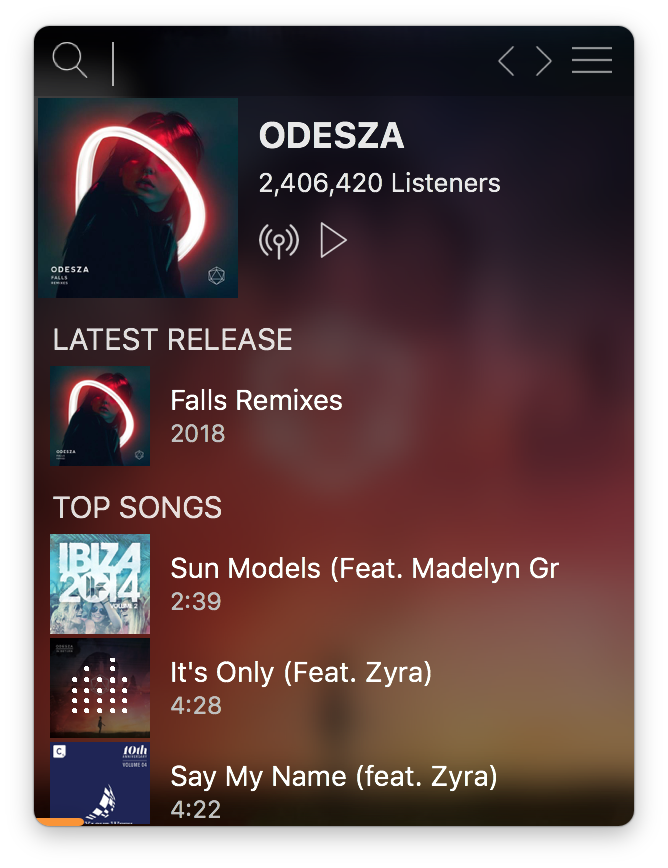 ODESZA
2,406,420 Listeners
ODESZA
FALLS
REMIXES
LATEST RELEASE
Falls Remixes
2018
TOP SONGS
IBIZA
2014
VOLUME 2
Sun Models (Feat. Madelyn Gr
2:39
It's Only (Feat. Zyra)
4:28
C.
10th
ANNIVERSARY
VOLUME 04
Say My Name (feat. Zyra)
4:22